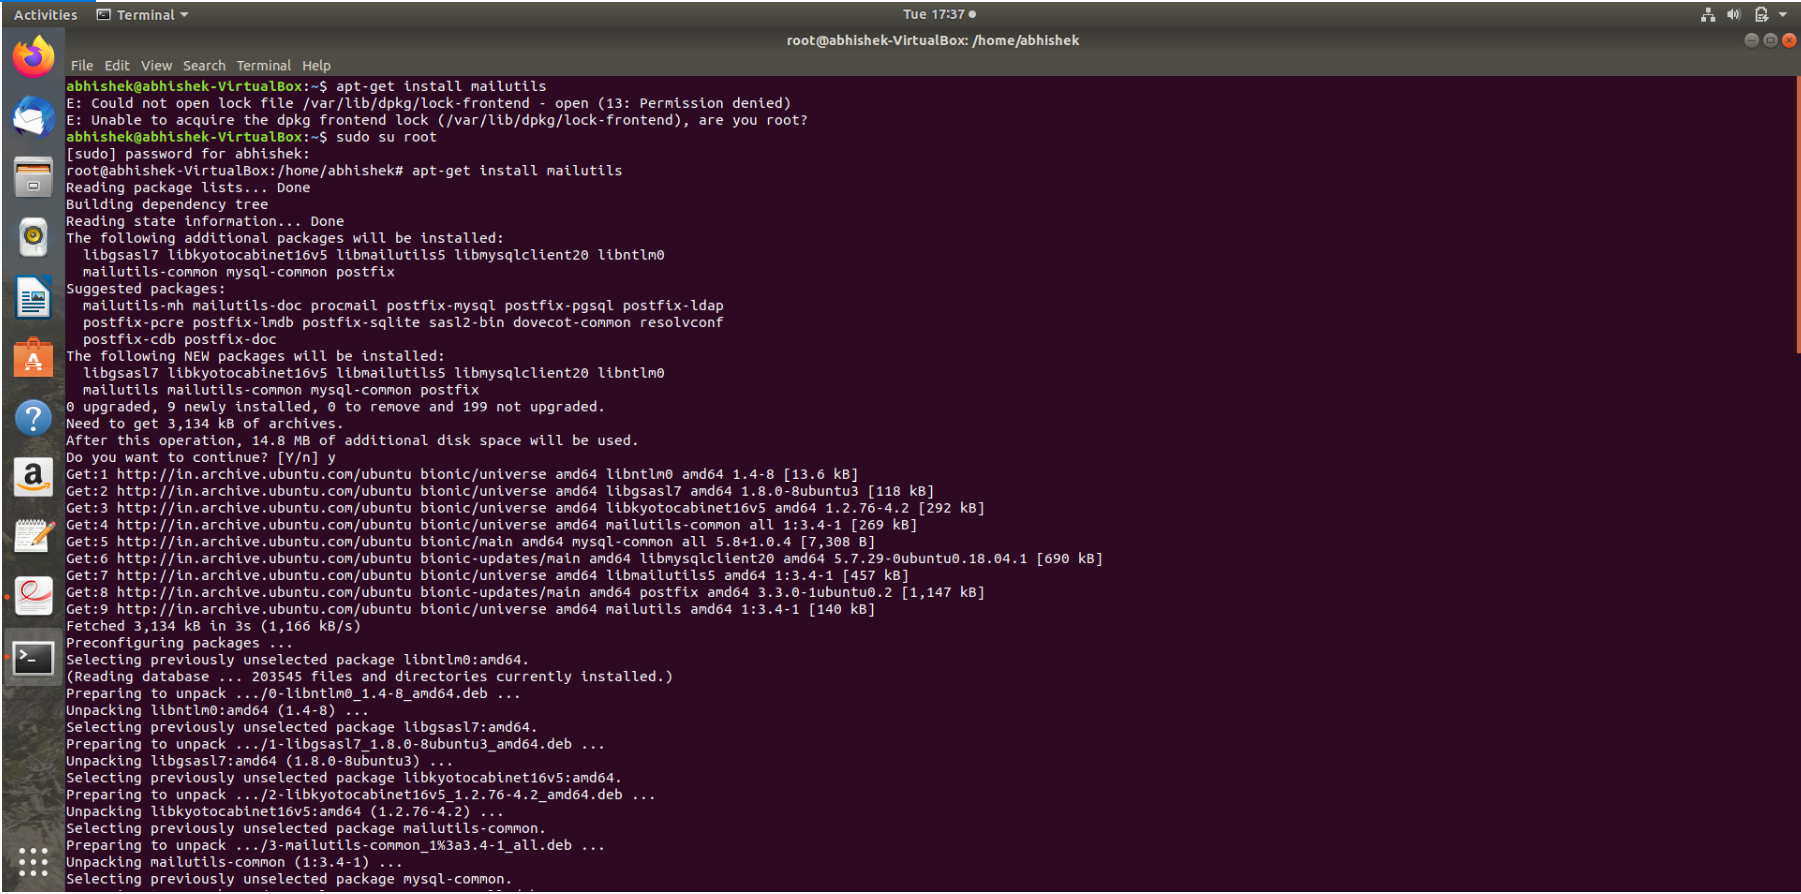 Activities Terminal Tue 17:37
root@abhishek-VirtualBox: /home/abhishek
File Edit View Search Terminal Help
abhishek@abhishek-VirtualBox:~$ apt-get install mailutils
E: Could not open lock file /var/lib/dpkg/lock-frontend - open (13: Permission denied)
E: Unable to acquire the dpkg frontend lock (/var/lib/dpkg/lock-frontend), are you root?
abhishek@abhishek-VirtualBox:~$ sudo su root
[sudo] password for abhishek:
root@abhishek-VirtualBox:/home/abhishek# apt-get install mailutils
Reading package lists... Done
Building dependency tree
Reading state information... Done
The following additional packages will be installed:
  libgsasl7 libkyotocabinet16v5 libmailutils5 libmysqlclient20 libntlm0
  mailutils-common mysql-common postfix
Suggested packages:
  mailutils-mh mailutils-doc procmail postfix-mysql postfix-pgsql postfix-ldap
  postfix-pcre postfix-lmdb postfix-sqlite sasl2-bin dovecot-common resolvconf
  postfix-cdb postfix-doc
The following NEW packages will be installed:
  libgsasl7 libkyotocabinet16v5 libmailutils5 libmysqlclient20 libntlm0
  mailutils mailutils-common mysql-common postfix
0 upgraded, 9 newly installed, 0 to remove and 199 not upgraded.
Need to get 3,134 kB of archives.
After this operation, 14.8 MB of additional disk space will be used.
Do you want to continue? [Y/n] y
Get:1 http://in.archive.ubuntu.com/ubuntu bionic/universe amd64 libntlm0 amd64 1.4-8 [13.6 kB]
Get:2 http://in.archive.ubuntu.com/ubuntu bionic/universe amd64 libgsasl7 amd64 1.8.0-8ubuntu3 [118 kB]
Get:3 http://in.archive.ubuntu.com/ubuntu bionic/universe amd64 libkyotocabinet16v5 amd64 1.2.76-4.2 [292 kB]
Get:4 http://in.archive.ubuntu.com/ubuntu bionic/universe amd64 mailutils-common all 1:3.4-1 [269 kB]
Get:5 http://in.archive.ubuntu.com/ubuntu bionic/main amd64 mysql-common all 5.8+1.0.4 [7,308 B]
Get:6 http://in.archive.ubuntu.com/ubuntu bionic-updates/main amd64 libmysqlclient20 amd64 5.7.29-0ubuntu0.18.04.1 [690 kB]
Get:7 http://in.archive.ubuntu.com/ubuntu bionic/universe amd64 libmailutils5 amd64 1:3.4-1 [457 kB]
Get:8 http://in.archive.ubuntu.com/ubuntu bionic-updates/main amd64 postfix amd64 3.3.0-1ubuntu0.2 [1,147 kB]
Get:9 http://in.archive.ubuntu.com/ubuntu bionic/universe amd64 mailutils amd64 1:3.4-1 [140 kB]
Fetched 3,134 kB in 3s (1,166 kB/s)
Preconfiguring packages ...
Selecting previously unselected package libntlm0:amd64.
(Reading database ... 203545 files and directories currently installed.)
Preparing to unpack .../0-libntlm0_1.4-8_amd64.deb ...
Unpacking libntlm0:amd64 (1.4-8) ...
Selecting previously unselected package libgsasl7:amd64.
Preparing to unpack .../1-libgsasl7_1.8.0-8ubuntu3_amd64.deb ...
Unpacking libgsasl7:amd64 (1.8.0-8ubuntu3) ...
Selecting previously unselected package libkyotocabinet16v5:amd64.
Preparing to unpack .../2-libkyotocabinet16v5_1.2.76-4.2_amd64.deb ...
Unpacking libkyotocabinet16v5:amd64 (1.2.76-4.2) ...
Selecting previously unselected package mailutils-common.
Preparing to unpack .../3-mailutils-common_1%3a3.4-1_all.deb ...
Unpacking mailutils-common (1:3.4-1) ...
Selecting previously unselected package mysql-common.